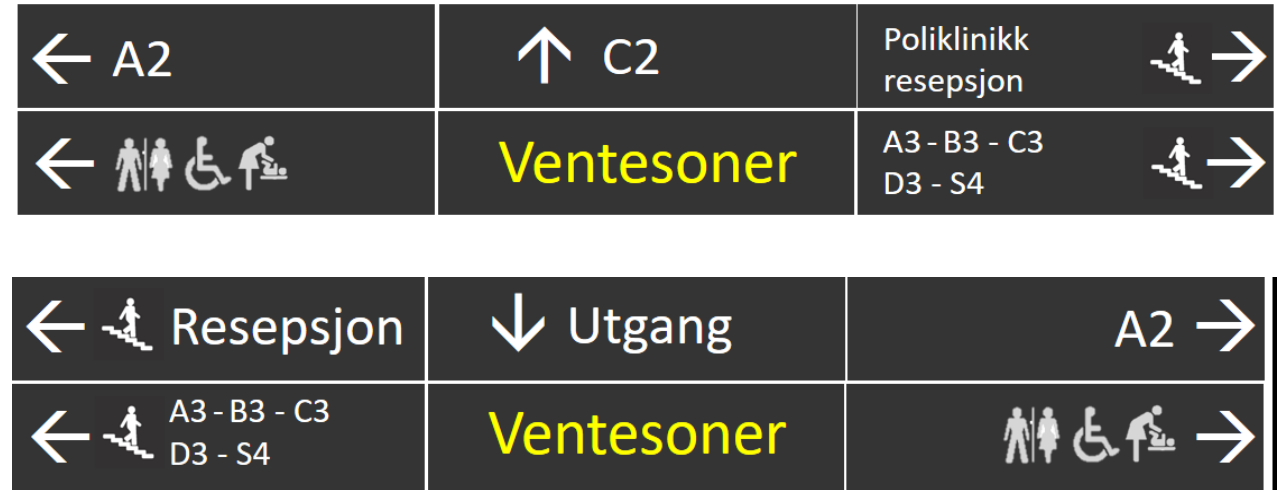 ← A2
↑ C2
Poliklinikk
resepsjon →
←
Ventesoner
A3 - B3 - C3
D3 - S4 →
← Resepsjon
↓ Utgang
A2 →
← A3 - B3 - C3
D3 - S4
Ventesoner
→